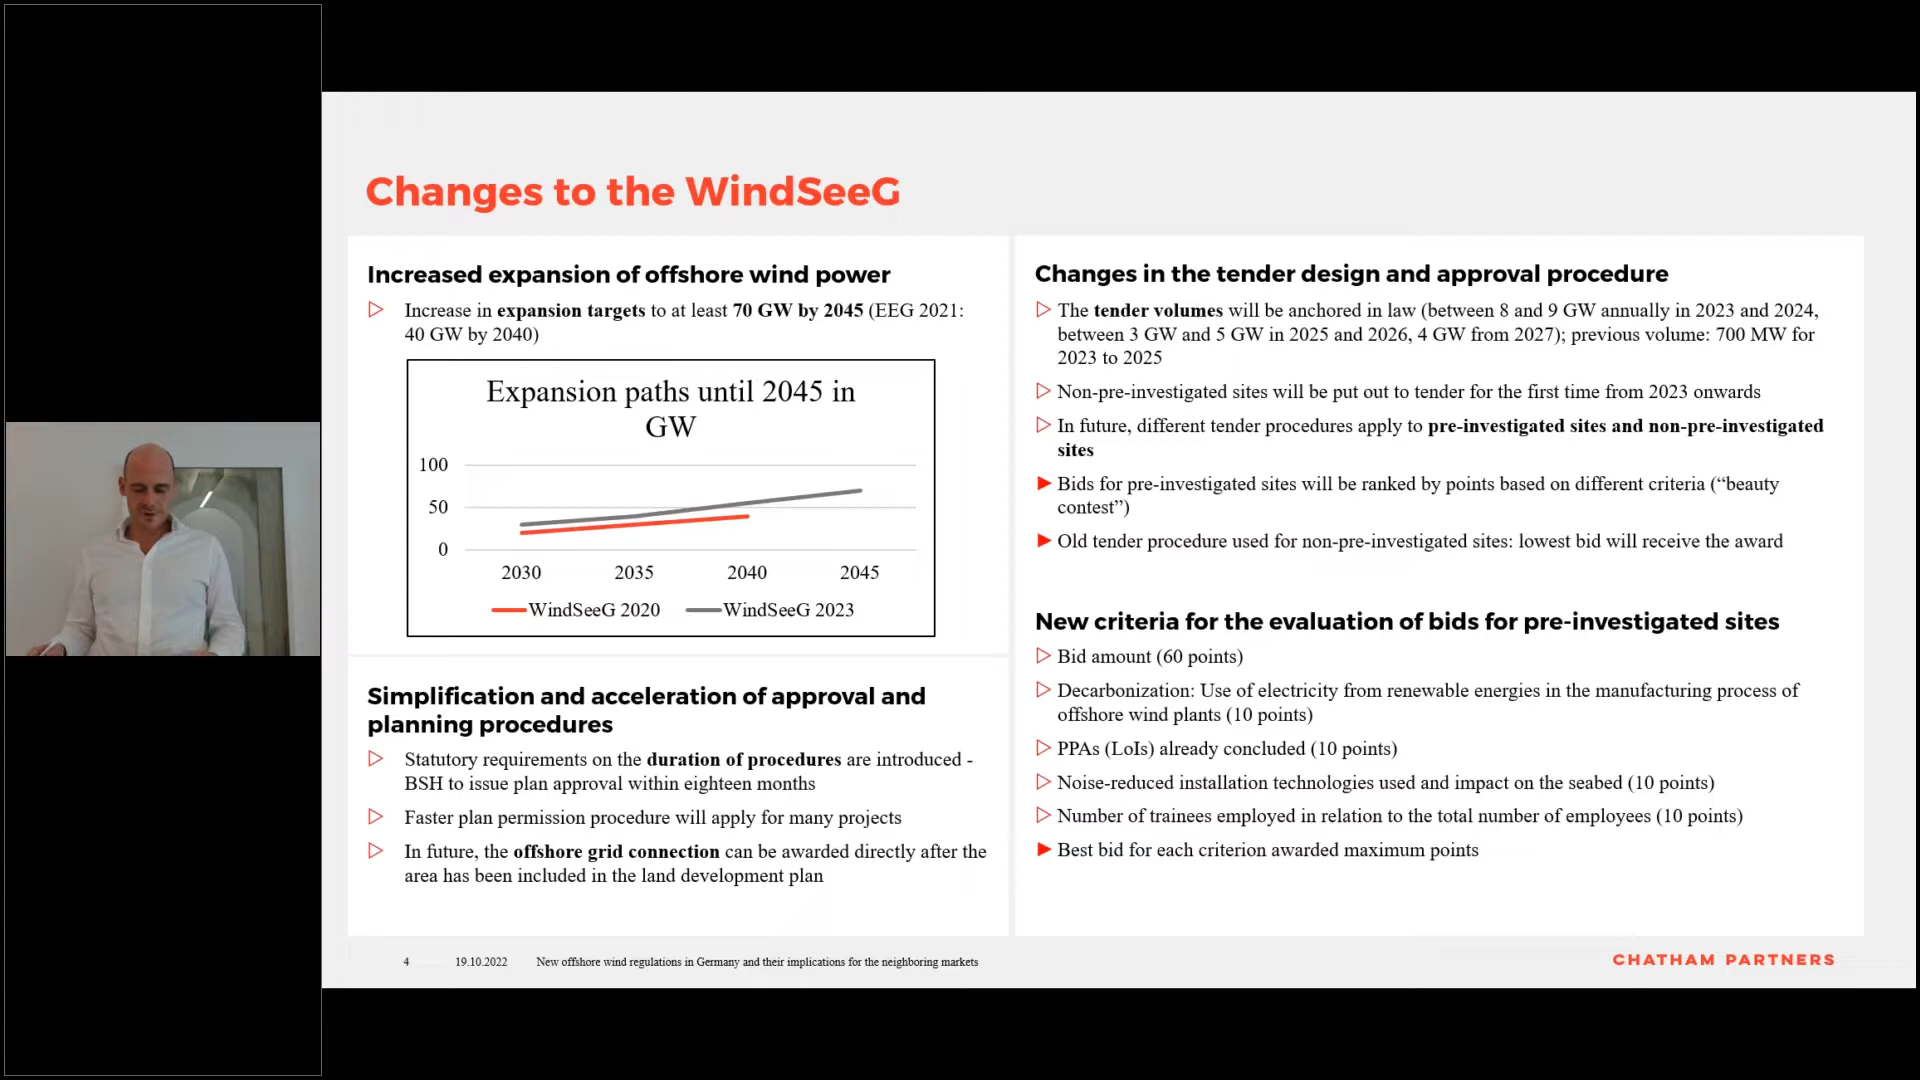 Changes to the WindSeeG
Increased expansion of offshore wind power
Increase in expansion targets to at least 70 GW by 2045 (EEG 2021:
40 GW by 2040)
Expansion paths until 2045 in
GW
100
50
0
2030 2035 2040 2045
WindSeeG 2020 WindSeeG 2023
Simplification and acceleration of approval and
planning procedures
Statutory requirements on the duration of procedures are introduced -
BSH to issue plan approval within eighteen months
Faster plan permission procedure will apply for many projects
In future, the offshore grid connection can be awarded directly after the
area has been included in the land development plan
Changes in the tender design and approval procedure
The tender volumes will be anchored in law (between 8 and 9 GW annually in 2023 and 2024,
between 3 GW and 5 GW in 2025 and 2026, 4 GW from 2027); previous volume: 700 MW for
2023 to 2025
Non-pre-investigated sites will be put out to tender for the first time from 2023 onwards
In future, different tender procedures apply to pre-investigated sites and non-pre-investigated
sites
Bids for pre-investigated sites will be ranked by points based on different criteria (“beauty
contest”)
Old tender procedure used for non-pre-investigated sites: lowest bid will receive the award
New criteria for the evaluation of bids for pre-investigated sites
Bid amount (60 points)
Decarbonization: Use of electricity from renewable energies in the manufacturing process of
offshore wind plants (10 points)
PPAs (LoIs) already concluded (10 points)
Noise-reduced installation technologies used and impact on the seabed (10 points)
Number of trainees employed in relation to the total number of employees (10 points)
Best bid for each criterion awarded maximum points
4 19.10.2022 New offshore wind regulations in Germany and their implications for the neighboring markets
CHATHAM PARTNERS